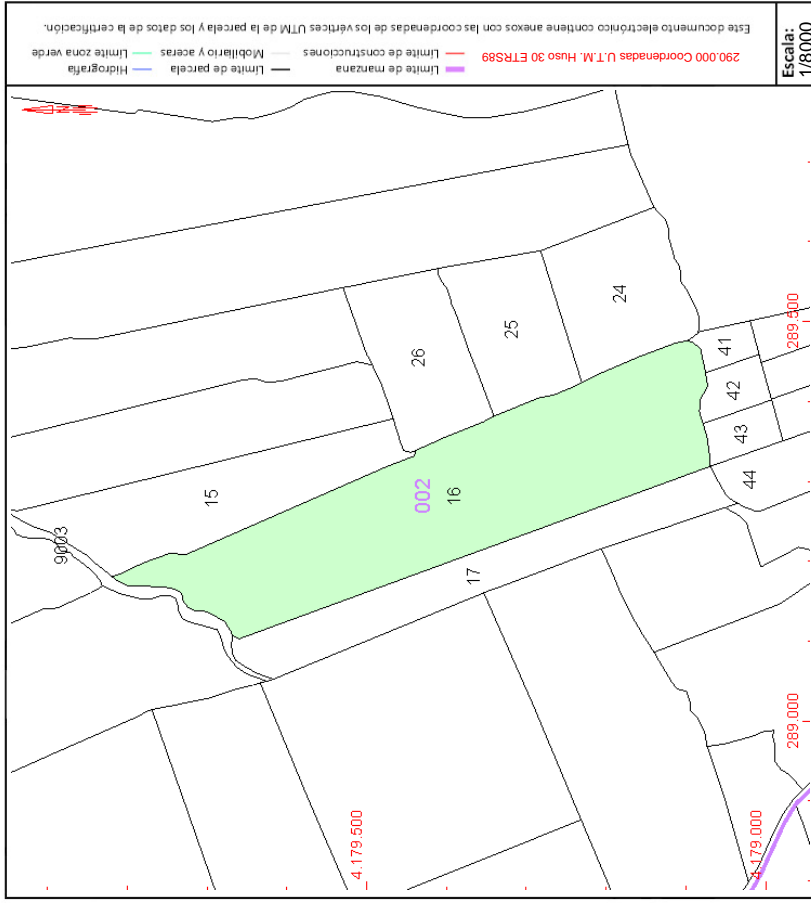 Este documento electrónico contiene anexos con las coordenadas de los vértices UTM de la parcela y los datos de la certificación.
290.000 Coordenadas U.T.M. Huso 30 ETRS89
Límite de manzana
Límite de construcciones
Límite de parcela
Mobiliario y aceras
Hidrografía
Límite zona verde
Escala:
1/8000
9003
15
26
25
24
002
16
17
41
42
43
44
289.500
289.000
4.179.500
4.179.000